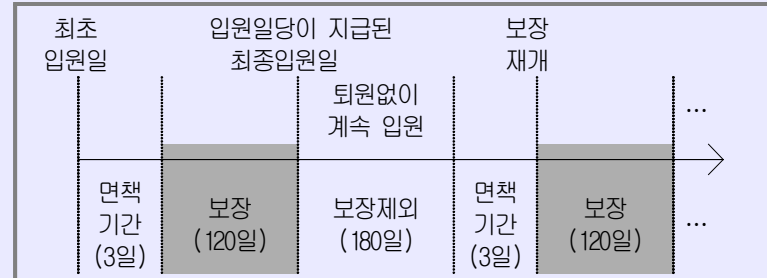 최초
입원일
입원일당이 지급된
최종입원일
보장
재개
퇴원없이
계속 입원
...
면책
기간
(3일)
보장
(120일)
보장제외
(180일)
면책
기간
(3일)
보장
(120일)
...